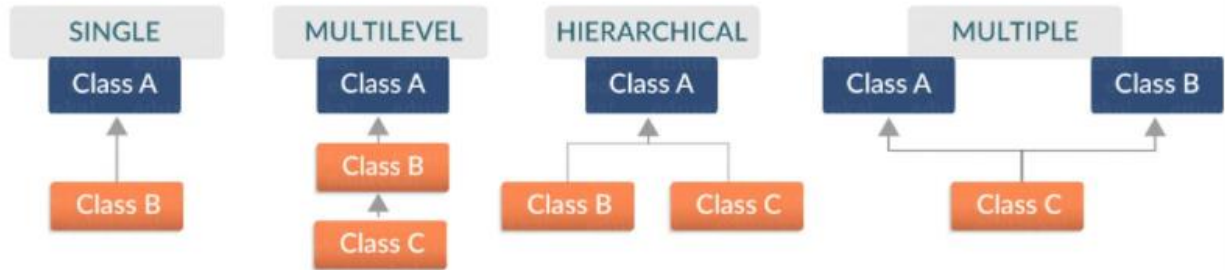 SINGLE
Class A
Class B
MULTILEVEL
Class A
Class B
Class C
HIERARCHICAL
Class A
Class B
Class C
MULTIPLE
Class A
Class B
Class C